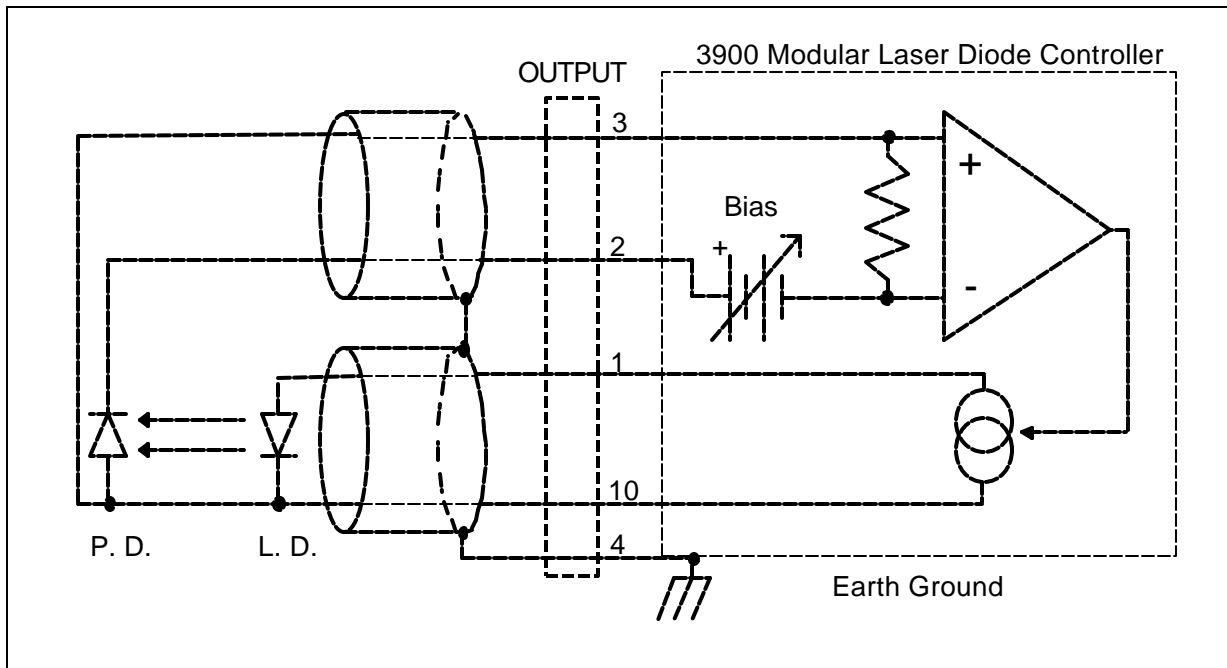 3900 Modular Laser Diode Controller
OUTPUT
3
+
Bias
+
2
-
1
10
P. D.
L. D.
4
Earth Ground